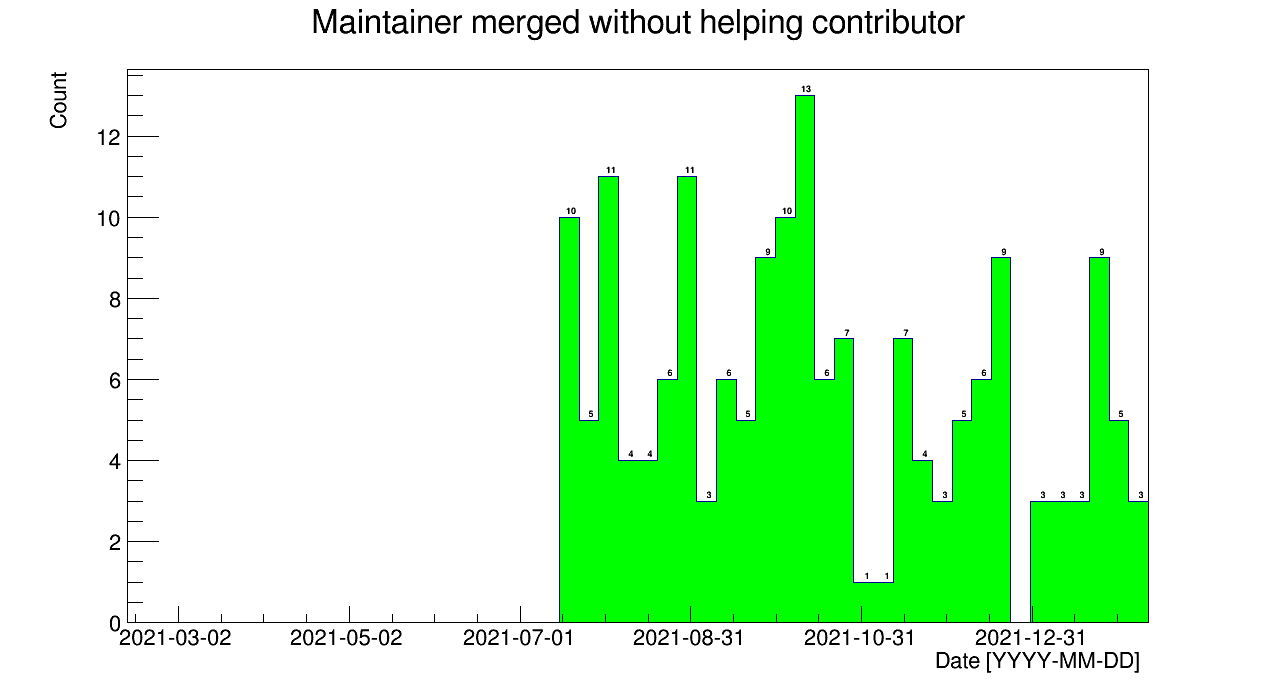 Maintainer merged without helping contributor
Count
13
12
11 11
10 10 10
9 9 9
8
7 7
6 6 6 6 6
5 5 5 5
4 4 4 4
3 3 3 3 3 3
2
1 1
0
2021-03-02 2021-05-02 2021-07-01 2021-08-31 2021-10-31 2021-12-31
Date [YYYY-MM-DD]